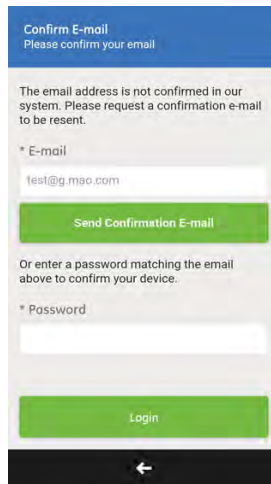 Confirm E-mail
Please confirm your email
The email address is not confirmed in our
system. Please request a confirmation e-mail
to be resent.
* E-mail
test@g.mao.com
Send Confirmation E-mail
Or enter a password matching the email
above to confirm your device.
* Password
Login